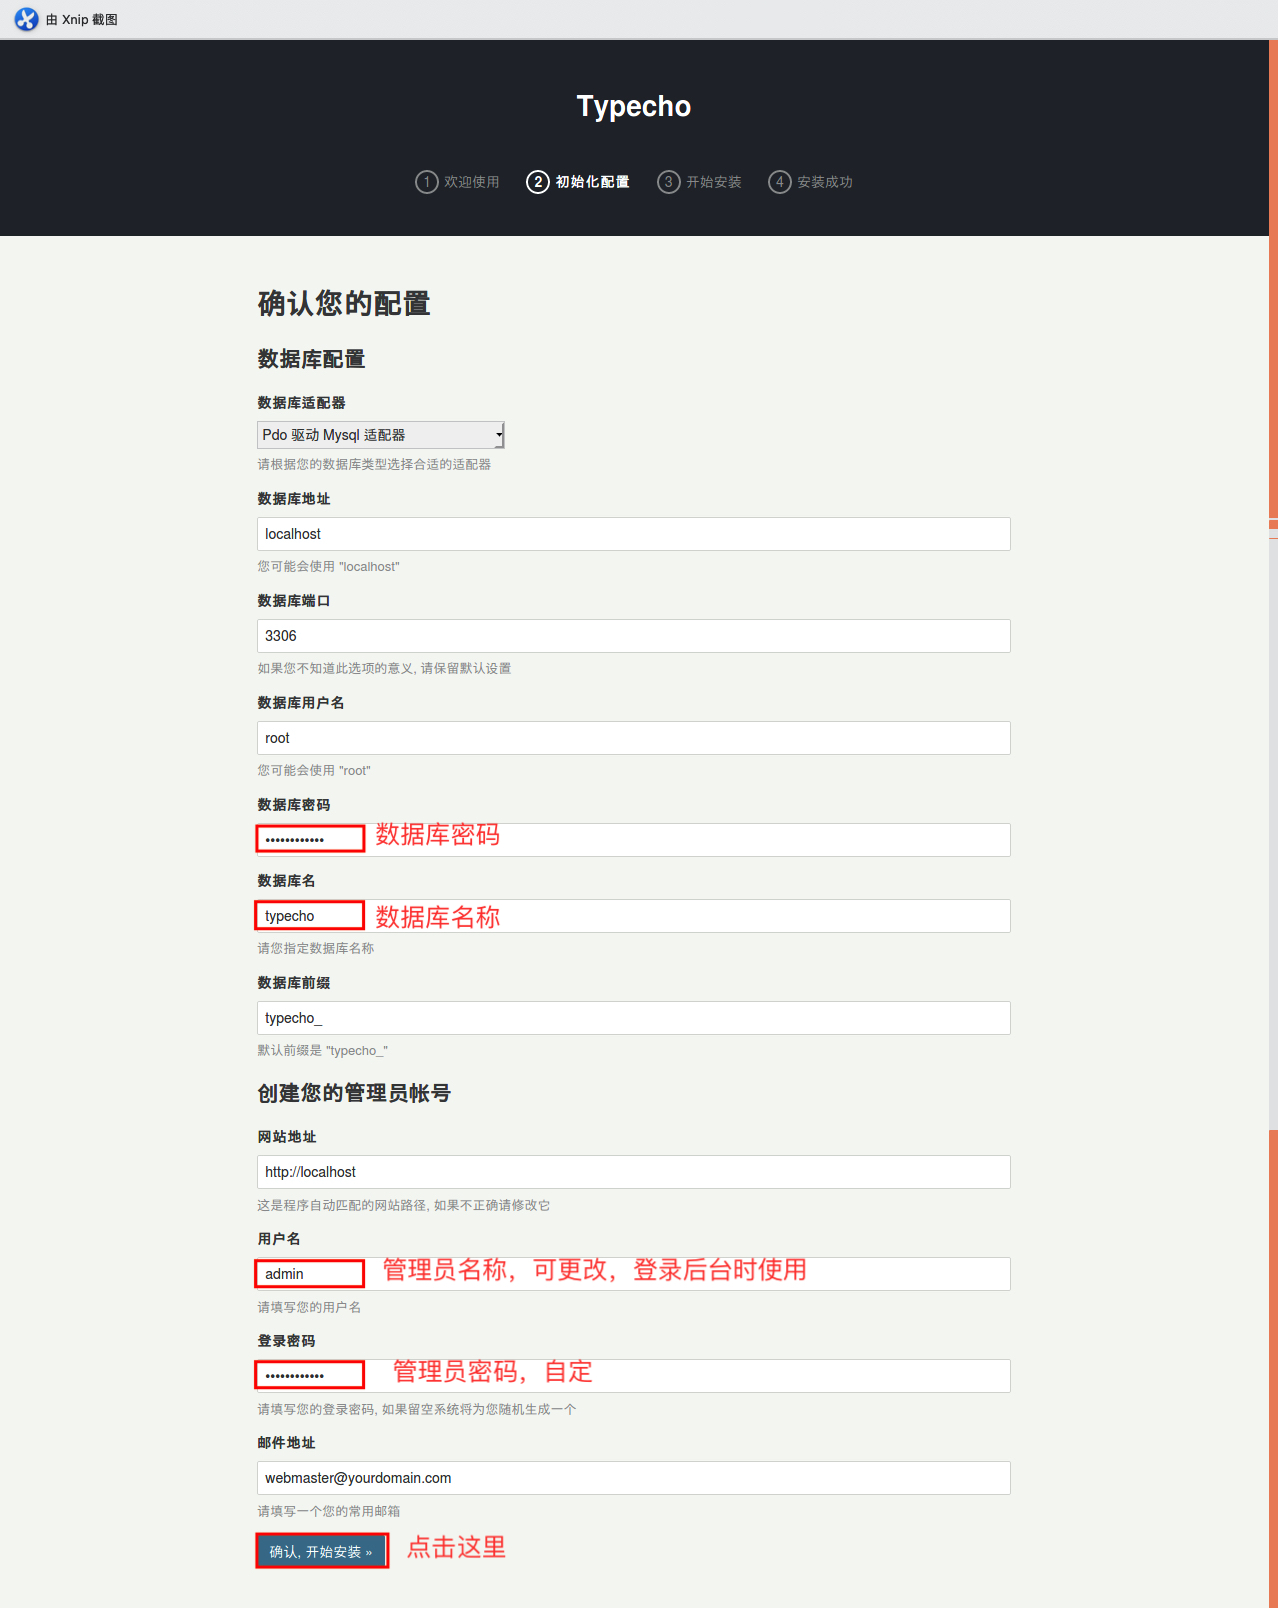 由 Xnip 截图
Typecho
1 欢迎使用 2 初始化配置 3 开始安装 4 安装成功
确认您的配置
数据库配置
数据库适配器
Pdo 驱动 Mysql 适配器
请根据您的数据库类型选择合适的适配器
数据库地址
localhost
您可能会使用 "localhost"
数据库端口
3306
如果您不知道此选项的意义, 请保留默认设置
数据库用户名
root
您可能会使用 "root"
数据库密码
•••••••••••• 数据库密码
数据库名
typecho 数据库名称
请您指定数据库名称
数据库前缀
typecho_
默认前缀是 "typecho_"
创建您的管理员帐号
网站地址
http://localhost
这是程序自动匹配的网站路径, 如果不正确请修改它
用户名
admin 管理员名称，可更改，登录后台时使用
请填写您的用户名
登录密码
•••••••••••• 管理员密码，自定
请填写您的登录密码, 如果留空系统将为您随机生成一个
邮件地址
webmaster@yourdomain.com
请填写一个您的常用邮箱
确认, 开始安装 » 点击这里